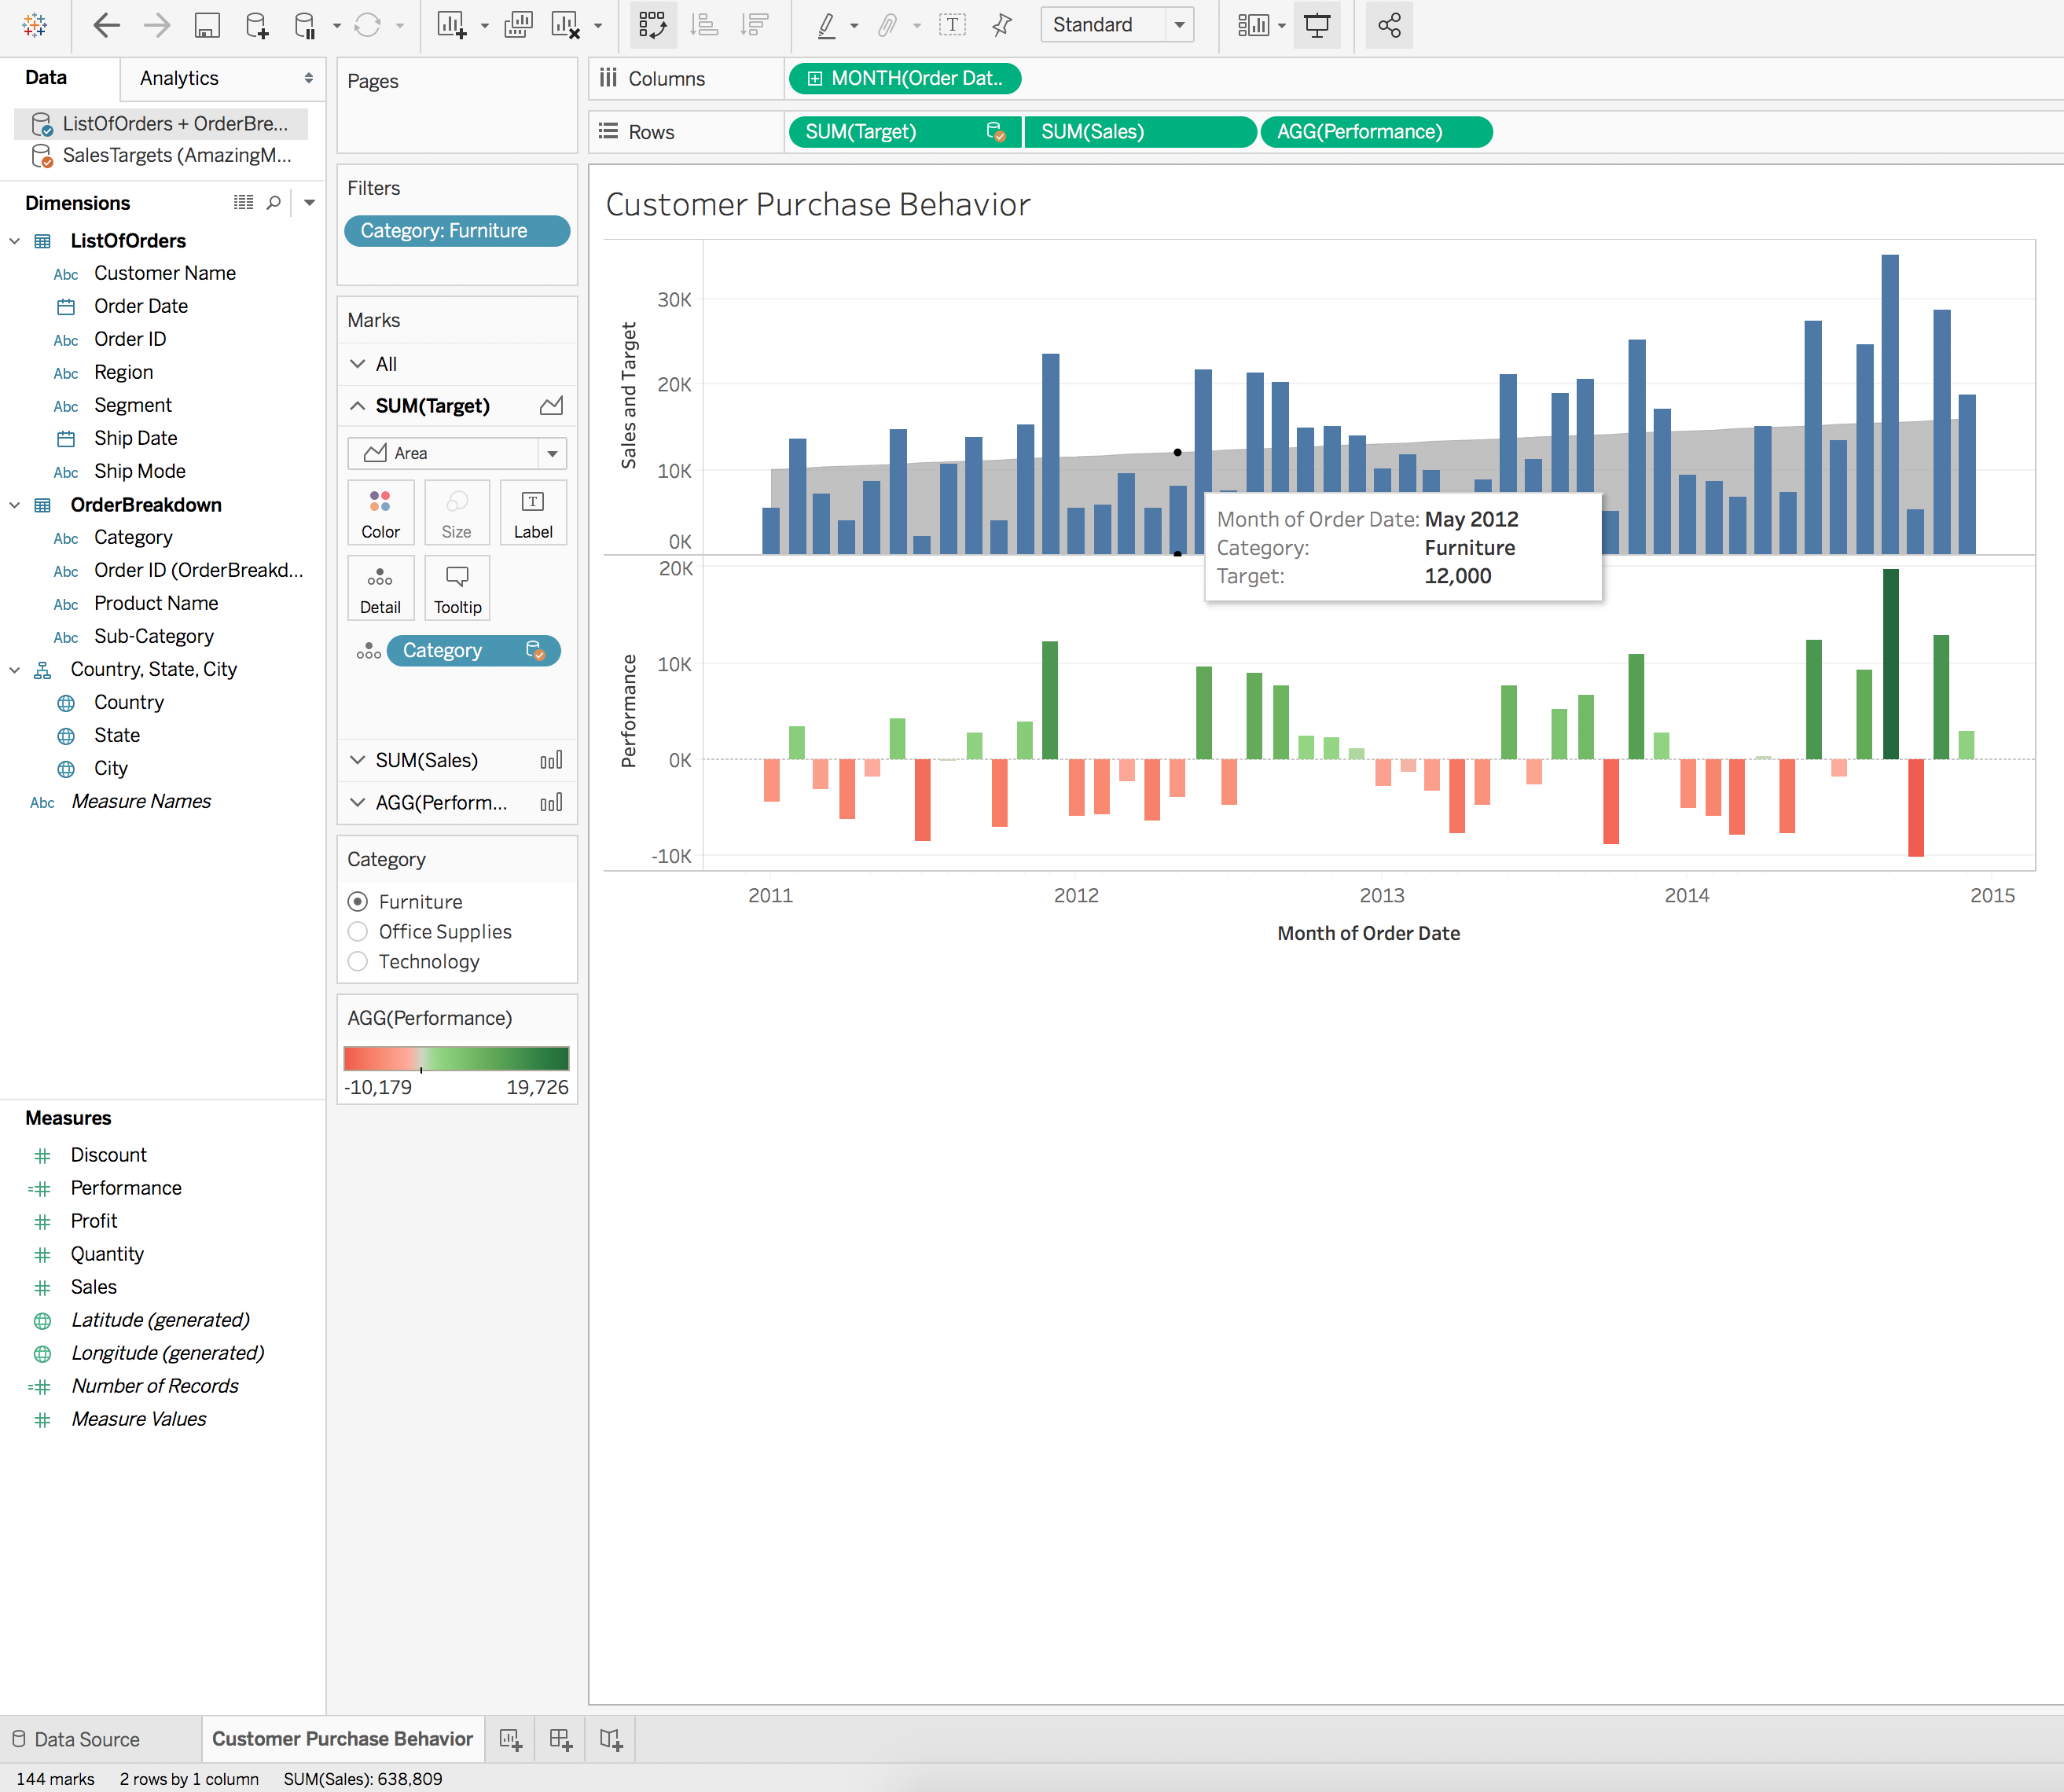 Standard
Data
Analytics
ListOfOrders + OrderBre...
SalesTargets (AmazingM...
Dimensions
ListOfOrders
Abc Customer Name
Order Date
Abc Order ID
Abc Region
Abc Segment
Ship Date
Abc Ship Mode
OrderBreakdown
Abc Category
Abc Order ID (OrderBreakd...
Abc Product Name
Abc Sub-Category
Country, State, City
Country
State
City
Abc Measure Names
Measures
Discount
Performance
Profit
Quantity
Sales
Latitude (generated)
Longitude (generated)
Number of Records
Measure Values
Pages
Filters
Category: Furniture
Marks
All
SUM(Target)
Area
Color
Size
T
Label
Detail
Tooltip
Category
SUM(Sales)
AGG(Perform...
Category
Furniture
Office Supplies
Technology
AGG(Performance)
-10,179
19,726
Columns
MONTH(Order Dat..
Rows
SUM(Target)
SUM(Sales)
AGG(Performance)
Customer Purchase Behavior
Sales and Target
30K
20K
10K
0K
Month of Order Date: May 2012
Category: Furniture
Target: 12,000
Performance
20K
10K
0K
-10K
2011
2012
2013
2014
2015
Month of Order Date
Data Source
Customer Purchase Behavior
144 marks
2 rows by 1 column
SUM(Sales): 638,809